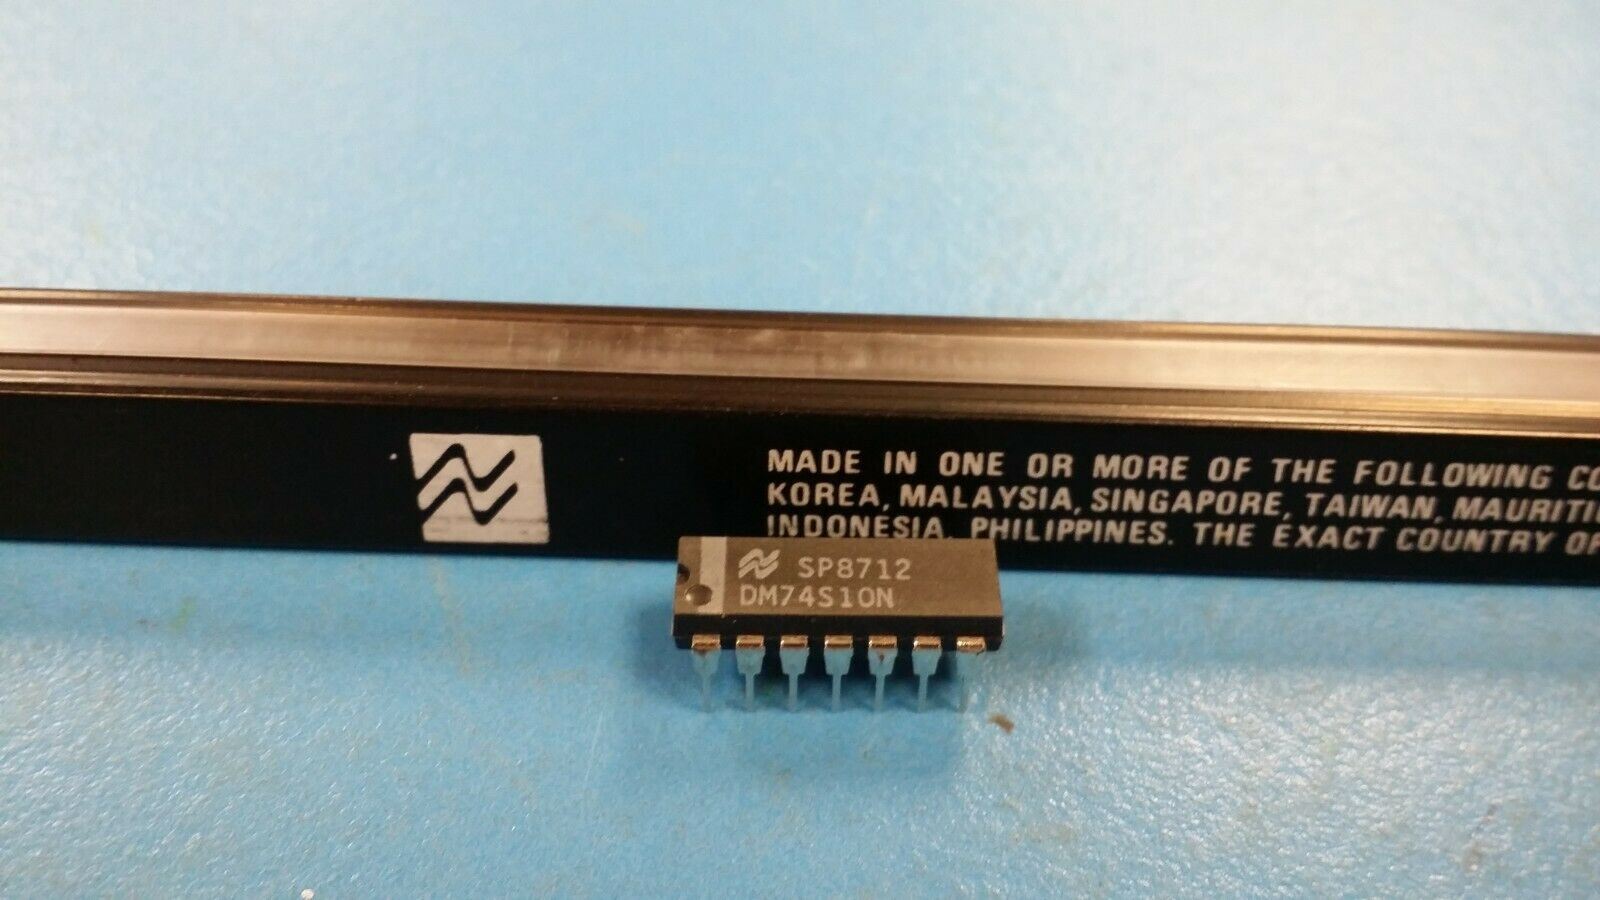 MADE IN ONE OR MORE OF THE FOLLOWING
KOREA, MALAYSIA, SINGAPORE, TAIWAN,
INDONESIA, PHILIPPINES. THE EXACT COUNTRY
SP8712
DM74S10N